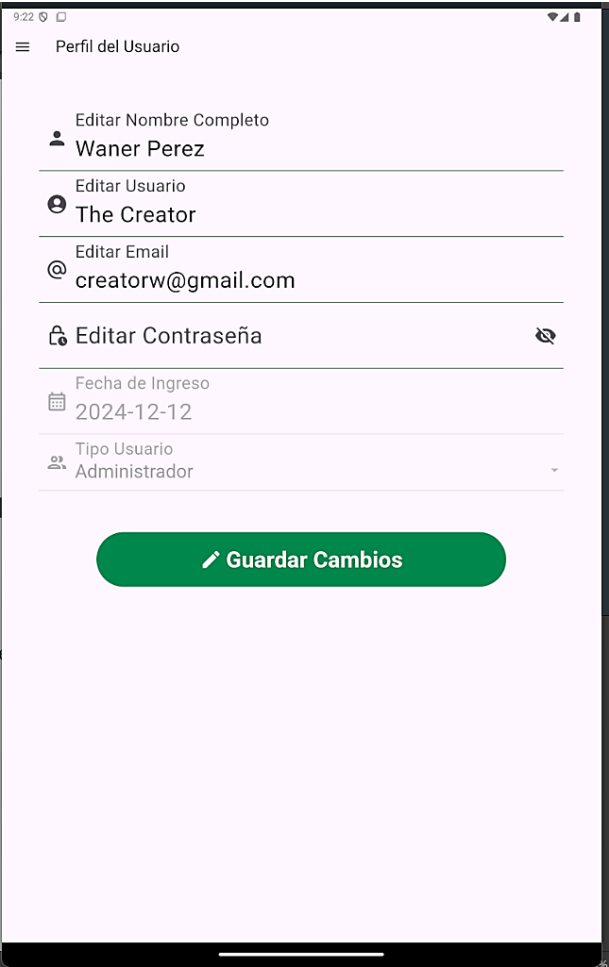 9:22
Perfil del Usuario
Editar Nombre Completo
Waner Perez
Editar Usuario
The Creator
Editar Email
creatorw@gmail.com
Editar Contraseña
Fecha de Ingreso
2024-12-12
Tipo Usuario
Administrador
Guardar Cambios